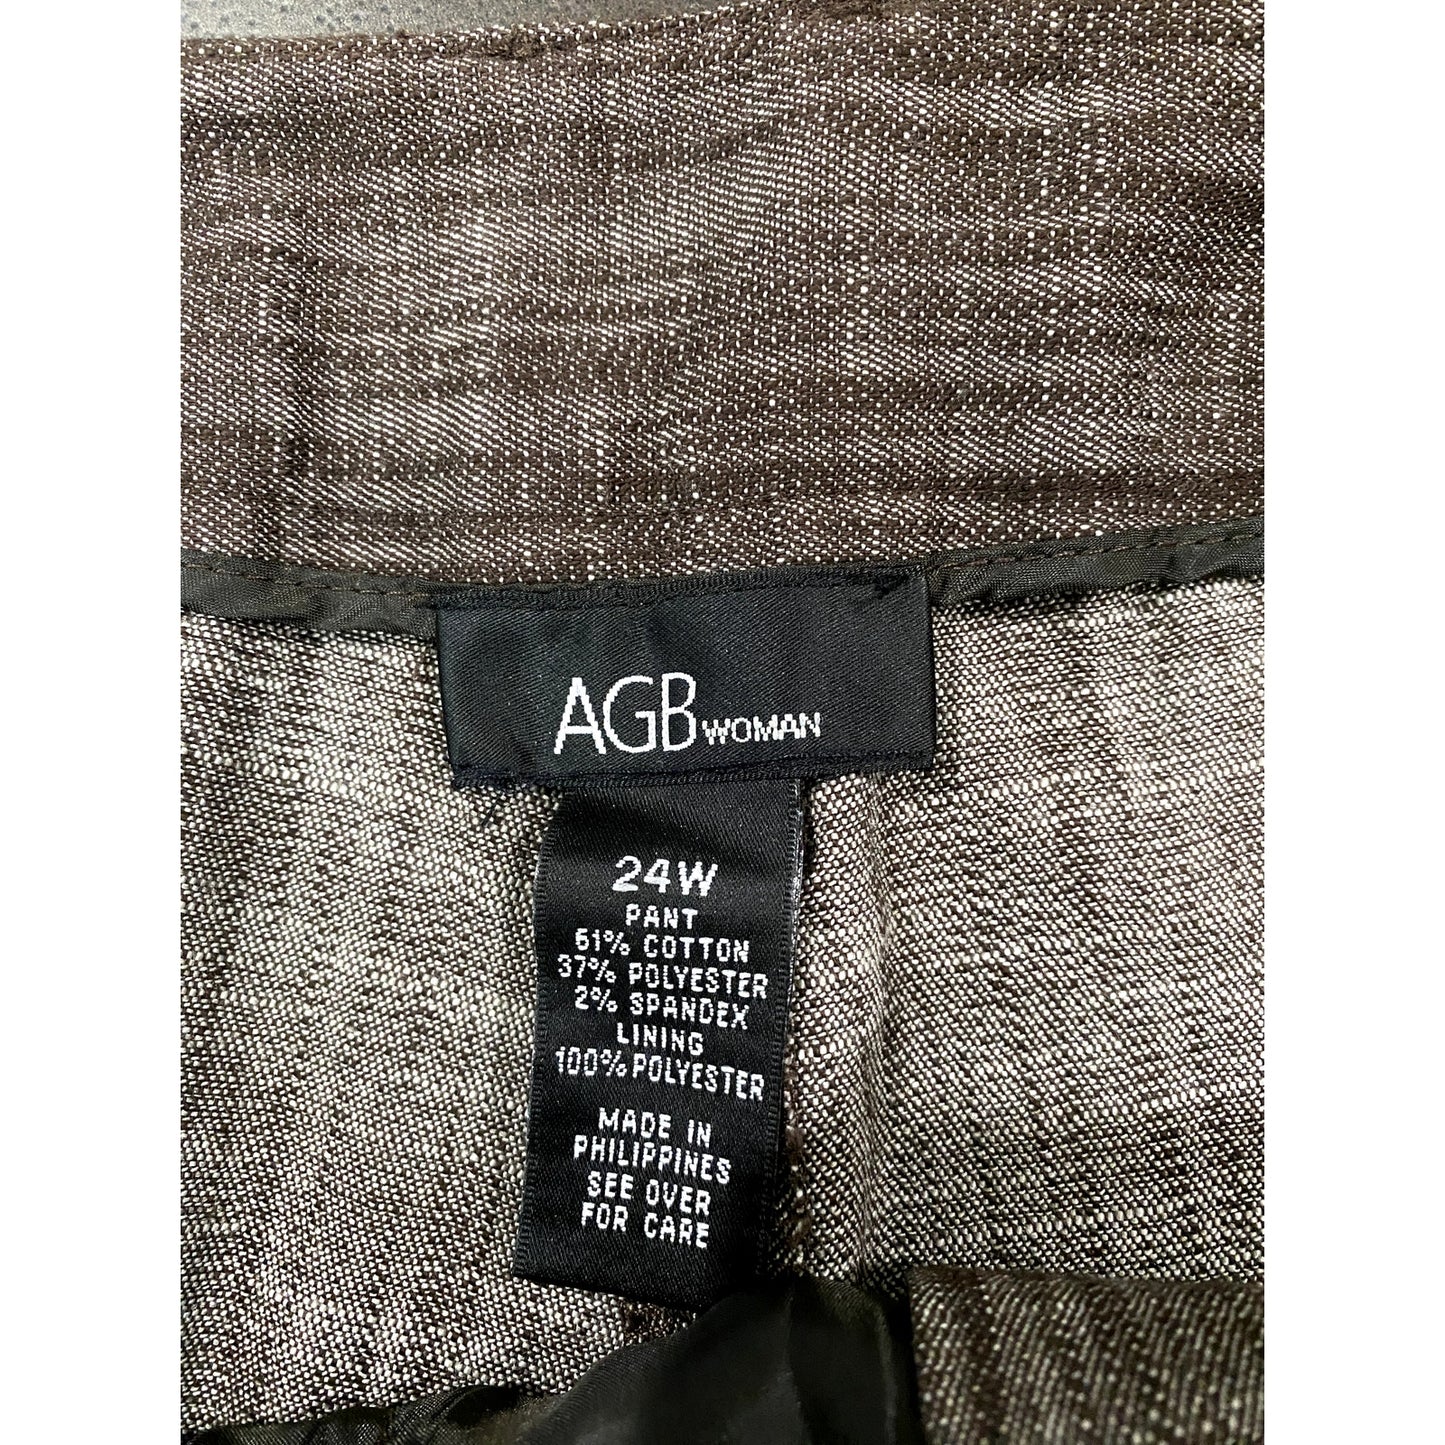 AGB WOMAN
24W
PANT
61% COTTON
37% POLYESTER
2% SPANDEX
LINING
100% POLYESTER
MADE IN
PHILIPPINES
SEE OVER
FOR CARE